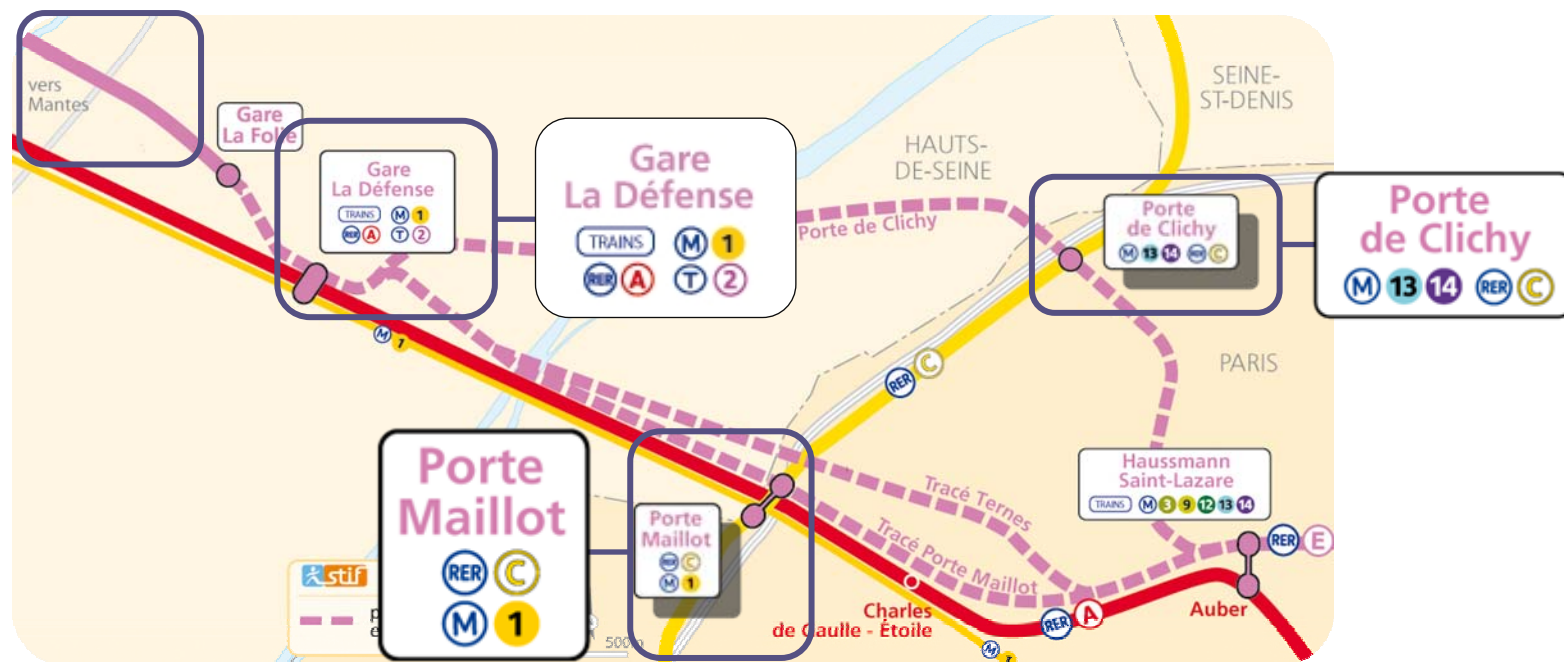 vers
Mantes
Gare
La Folie
Gare
La Défense
TRAINS M 1
RER A T 2
Gare
La Défense
TRAINS M 1
RER A T 2
M 1
Porte de Clichy
HAUTS-
DE-SEINE
SEINE-
ST-DENIS
Porte
de Clichy
M 13 14 RER C
Porte
de Clichy
M 13 14 RER C
PARIS
RER C
Porte
Maillot
RER C
M 1
Porte
Maillot
RER C
M 1
Tracé Ternes
Tracé Porte Maillot
Haussmann
Saint-Lazare
TRAINS M 3 9 12 13 14
RER E
Charles
de Gaulle - Étoile
RER A
Auber
M 1
stif
500m